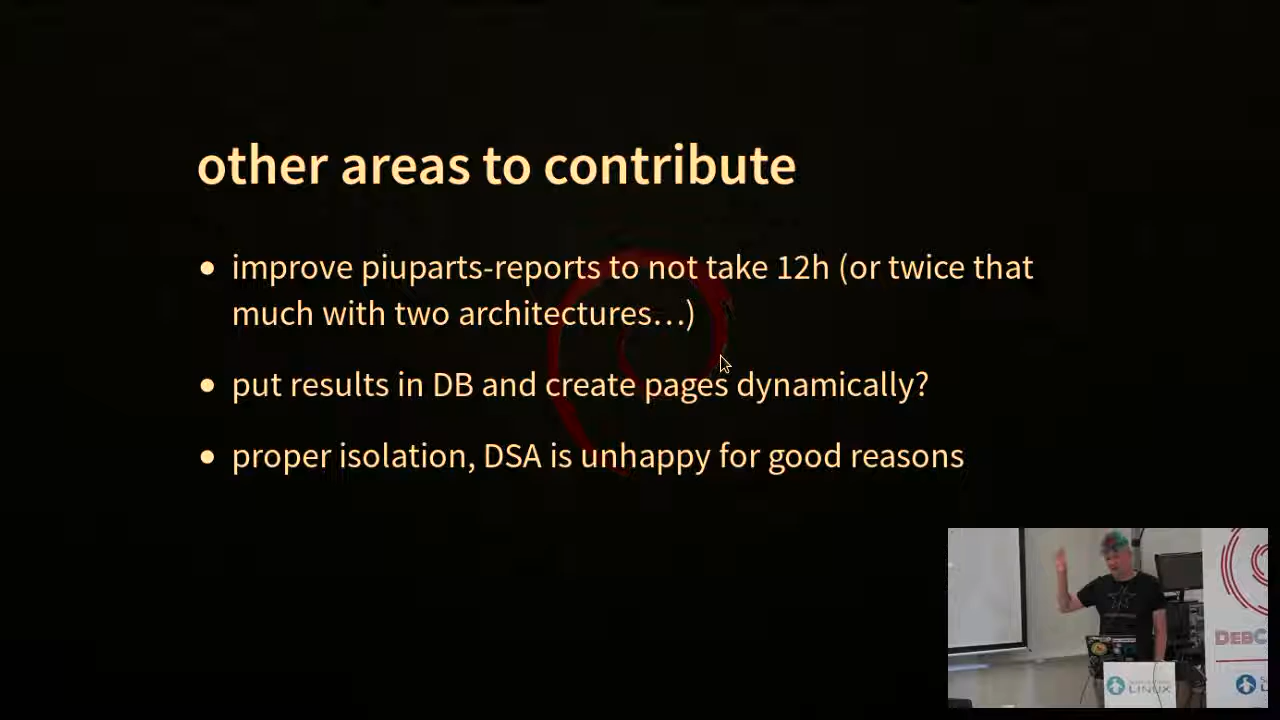 other areas to contribute
• improve piuparts-reports to not take 12h (or twice that
much with two architectures…)
• put results in DB and create pages dynamically?
• proper isolation, DSA is unhappy for good reasons
LINUX